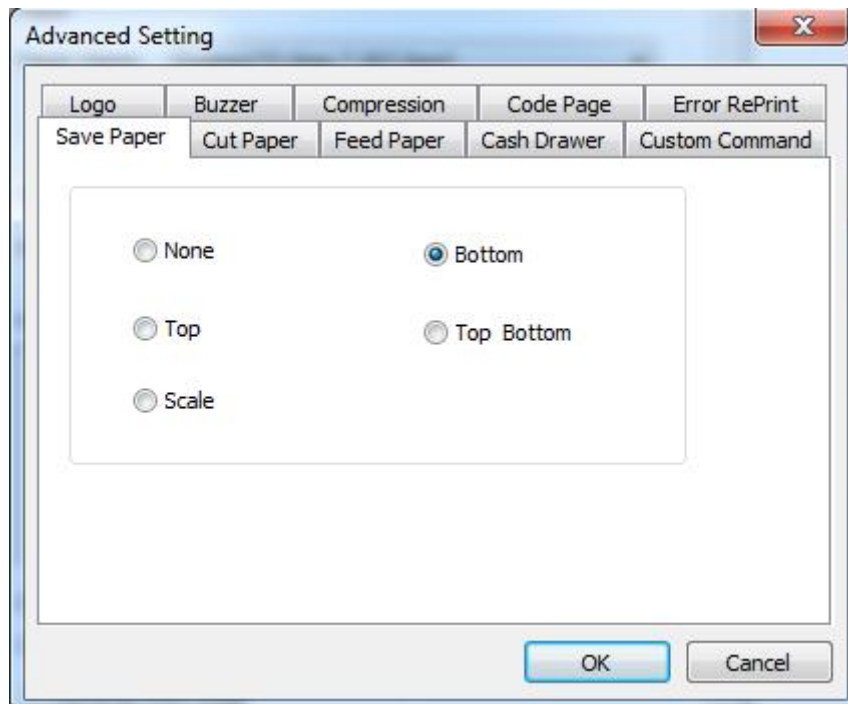 Advanced Setting
Logo Buzzer Compression Code Page Error RePrint
Save Paper Cut Paper Feed Paper Cash Drawer Custom Command
None Bottom
Top Top Bottom
Scale
OK Cancel